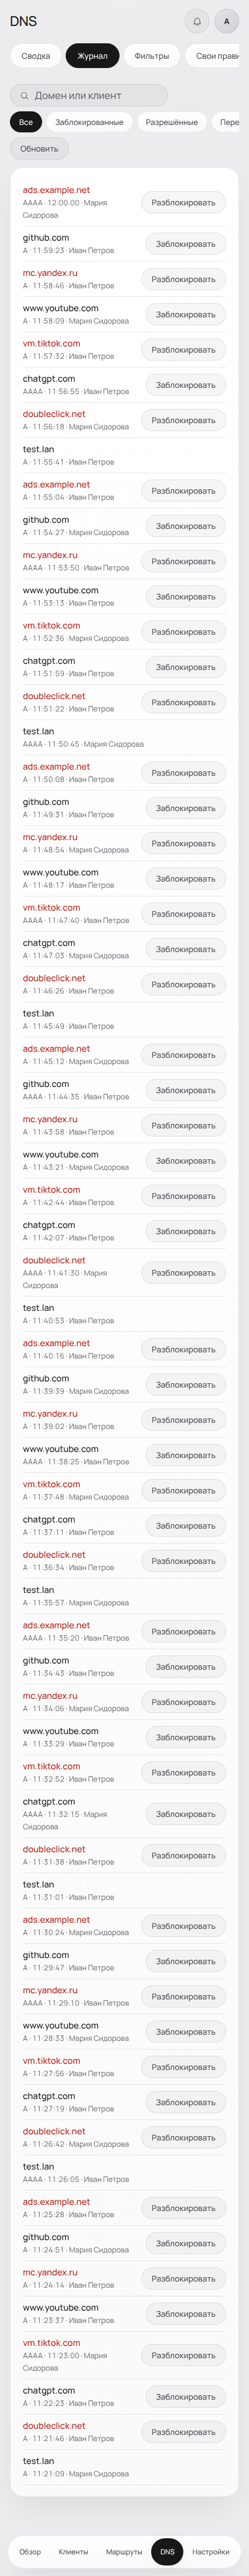 DNS
A
Сводка Журнал Фильтры Свои прави
Домен или клиент
Все Заблокированные Разрешённые Пере
Обновить
ads.example.net
AAAA · 12:00:00 · Мария
Сидорова
Разблокировать
github.com
A · 11:59:23 · Иван Петров
Заблокировать
mc.yandex.ru
A · 11:58:46 · Иван Петров
Разблокировать
www.youtube.com
A · 11:58:09 · Мария Сидорова
Заблокировать
vm.tiktok.com
A · 11:57:32 · Иван Петров
Разблокировать
chatgpt.com
AAAA · 11:56:55 · Иван Петров
Заблокировать
doubleclick.net
A · 11:56:18 · Мария Сидорова
Разблокировать
test.lan
A · 11:55:41 · Иван Петров
ads.example.net
A · 11:55:04 · Иван Петров
Разблокировать
github.com
A · 11:54:27 · Мария Сидорова
Заблокировать
mc.yandex.ru
AAAA · 11:53:50 · Иван Петров
Разблокировать
www.youtube.com
A · 11:53:13 · Иван Петров
Заблокировать
vm.tiktok.com
A · 11:52:36 · Мария Сидорова
Разблокировать
chatgpt.com
A · 11:51:59 · Иван Петров
Заблокировать
doubleclick.net
A · 11:51:22 · Иван Петров
Разблокировать
test.lan
AAAA · 11:50:45 · Мария Сидорова
ads.example.net
A · 11:50:08 · Иван Петров
Разблокировать
github.com
A · 11:49:31 · Иван Петров
Заблокировать
mc.yandex.ru
A · 11:48:54 · Мария Сидорова
Разблокировать
www.youtube.com
A · 11:48:17 · Иван Петров
Заблокировать
vm.tiktok.com
AAAA · 11:47:40 · Иван Петров
Разблокировать
chatgpt.com
A · 11:47:03 · Мария Сидорова
Заблокировать
doubleclick.net
A · 11:46:26 · Иван Петров
Разблокировать
test.lan
A · 11:45:49 · Иван Петров
ads.example.net
A · 11:45:12 · Мария Сидорова
Разблокировать
github.com
AAAA · 11:44:35 · Иван Петров
Заблокировать
mc.yandex.ru
A · 11:43:58 · Иван Петров
Разблокировать
www.youtube.com
A · 11:43:21 · Мария Сидорова
Заблокировать
vm.tiktok.com
A · 11:42:44 · Иван Петров
Разблокировать
chatgpt.com
A · 11:42:07 · Иван Петров
Заблокировать
doubleclick.net
AAAA · 11:41:30 · Мария
Сидорова
Разблокировать
test.lan
A · 11:40:53 · Иван Петров
ads.example.net
A · 11:40:16 · Иван Петров
Разблокировать
github.com
A · 11:39:39 · Мария Сидорова
Заблокировать
mc.yandex.ru
A · 11:39:02 · Иван Петров
Разблокировать
www.youtube.com
AAAA · 11:38:25 · Иван Петров
Заблокировать
vm.tiktok.com
A · 11:37:48 · Мария Сидорова
Разблокировать
chatgpt.com
A · 11:37:11 · Иван Петров
Заблокировать
doubleclick.net
A · 11:36:34 · Иван Петров
Разблокировать
test.lan
A · 11:35:57 · Мария Сидорова
ads.example.net
AAAA · 11:35:20 · Иван Петров
Разблокировать
github.com
A · 11:34:43 · Иван Петров
Заблокировать
mc.yandex.ru
A · 11:34:06 · Мария Сидорова
Разблокировать
www.youtube.com
A · 11:33:29 · Иван Петров
Заблокировать
vm.tiktok.com
A · 11:32:52 · Иван Петров
Разблокировать
chatgpt.com
AAAA · 11:32:15 · Мария
Сидорова
Заблокировать
doubleclick.net
A · 11:31:38 · Иван Петров
Разблокировать
test.lan
A · 11:31:01 · Иван Петров
ads.example.net
A · 11:30:24 · Мария Сидорова
Разблокировать
github.com
A · 11:29:47 · Иван Петров
Заблокировать
mc.yandex.ru
AAAA · 11:29:10 · Иван Петров
Разблокировать
www.youtube.com
A · 11:28:33 · Мария Сидорова
Заблокировать
vm.tiktok.com
A · 11:27:56 · Иван Петров
Разблокировать
chatgpt.com
A · 11:27:19 · Иван Петров
Заблокировать
doubleclick.net
A · 11:26:42 · Мария Сидорова
Разблокировать
test.lan
AAAA · 11:26:05 · Иван Петров
ads.example.net
A · 11:25:28 · Иван Петров
Разблокировать
github.com
A · 11:24:51 · Мария Сидорова
Заблокировать
mc.yandex.ru
A · 11:24:14 · Иван Петров
Разблокировать
www.youtube.com
A · 11:23:37 · Иван Петров
Заблокировать
vm.tiktok.com
AAAA · 11:23:00 · Мария
Сидорова
Разблокировать
chatgpt.com
A · 11:22:23 · Иван Петров
Заблокировать
doubleclick.net
A · 11:21:46 · Иван Петров
Разблокировать
test.lan
A · 11:21:09 · Мария Сидорова
Обзор Клиенты Маршруты DNS Настройки